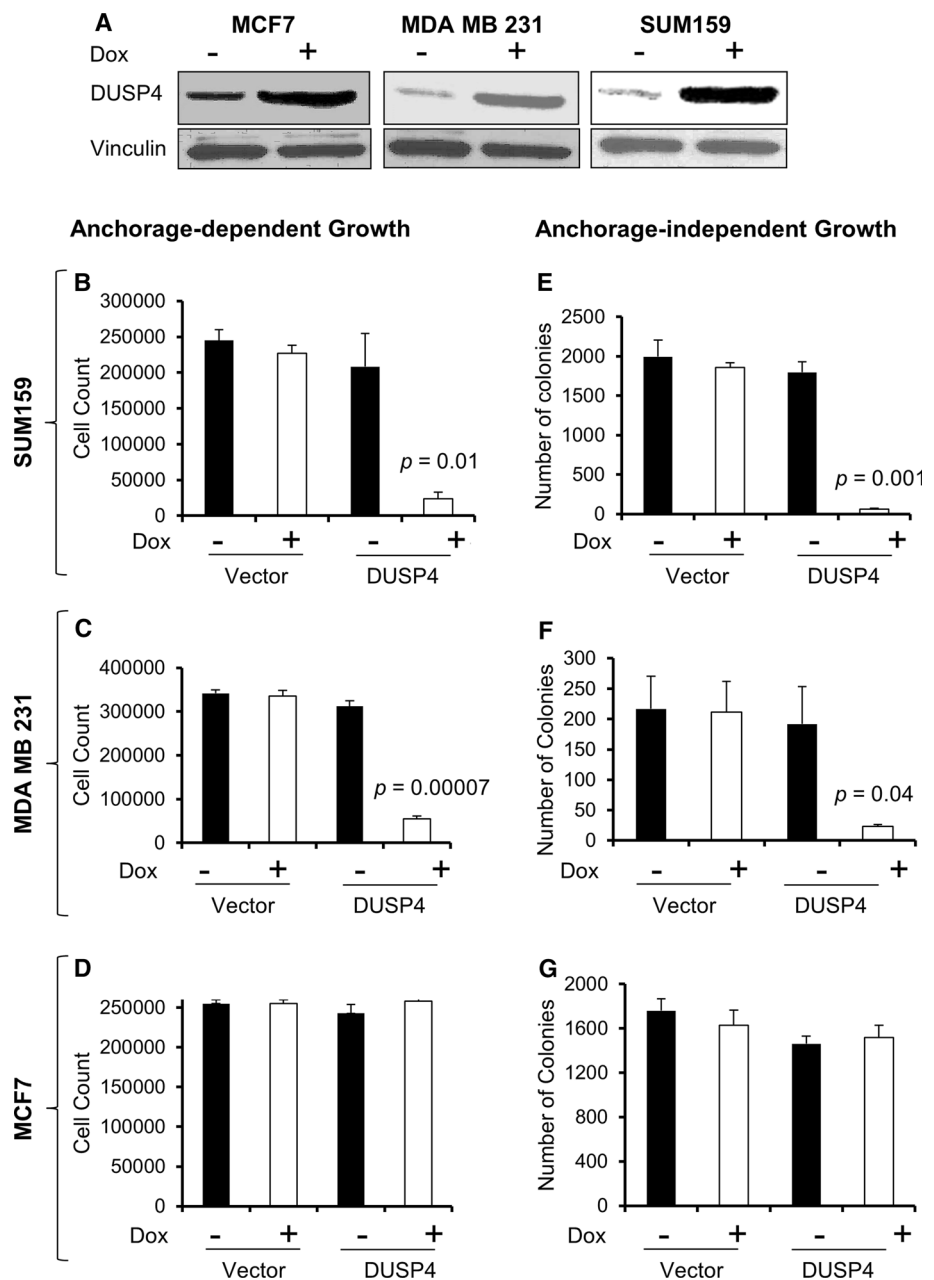 A
MCF7 MDA MB 231 SUM159
Dox - + - + - +
DUSP4
Vinculin
Anchorage-dependent Growth Anchorage-independent Growth
SUM159
B
Cell Count
300000
250000
200000
150000
100000
50000
0
p = 0.01
Dox - + - +
Vector DUSP4
E
Number of colonies
2500
2000
1500
1000
500
0
p = 0.001
Dox - + - +
Vector DUSP4
MDA MB 231
C
Cell Count
400000
300000
200000
100000
0
p = 0.00007
Dox - + - +
Vector DUSP4
F
Number of Colonies
300
250
200
150
100
50
0
p = 0.04
Dox - + - +
Vector DUSP4
MCF7
D
Cell Count
250000
200000
150000
100000
50000
0
Dox - + - +
Vector DUSP4
G
Number of Colonies
2000
1600
1200
800
400
0
Dox - + - +
Vector DUSP4